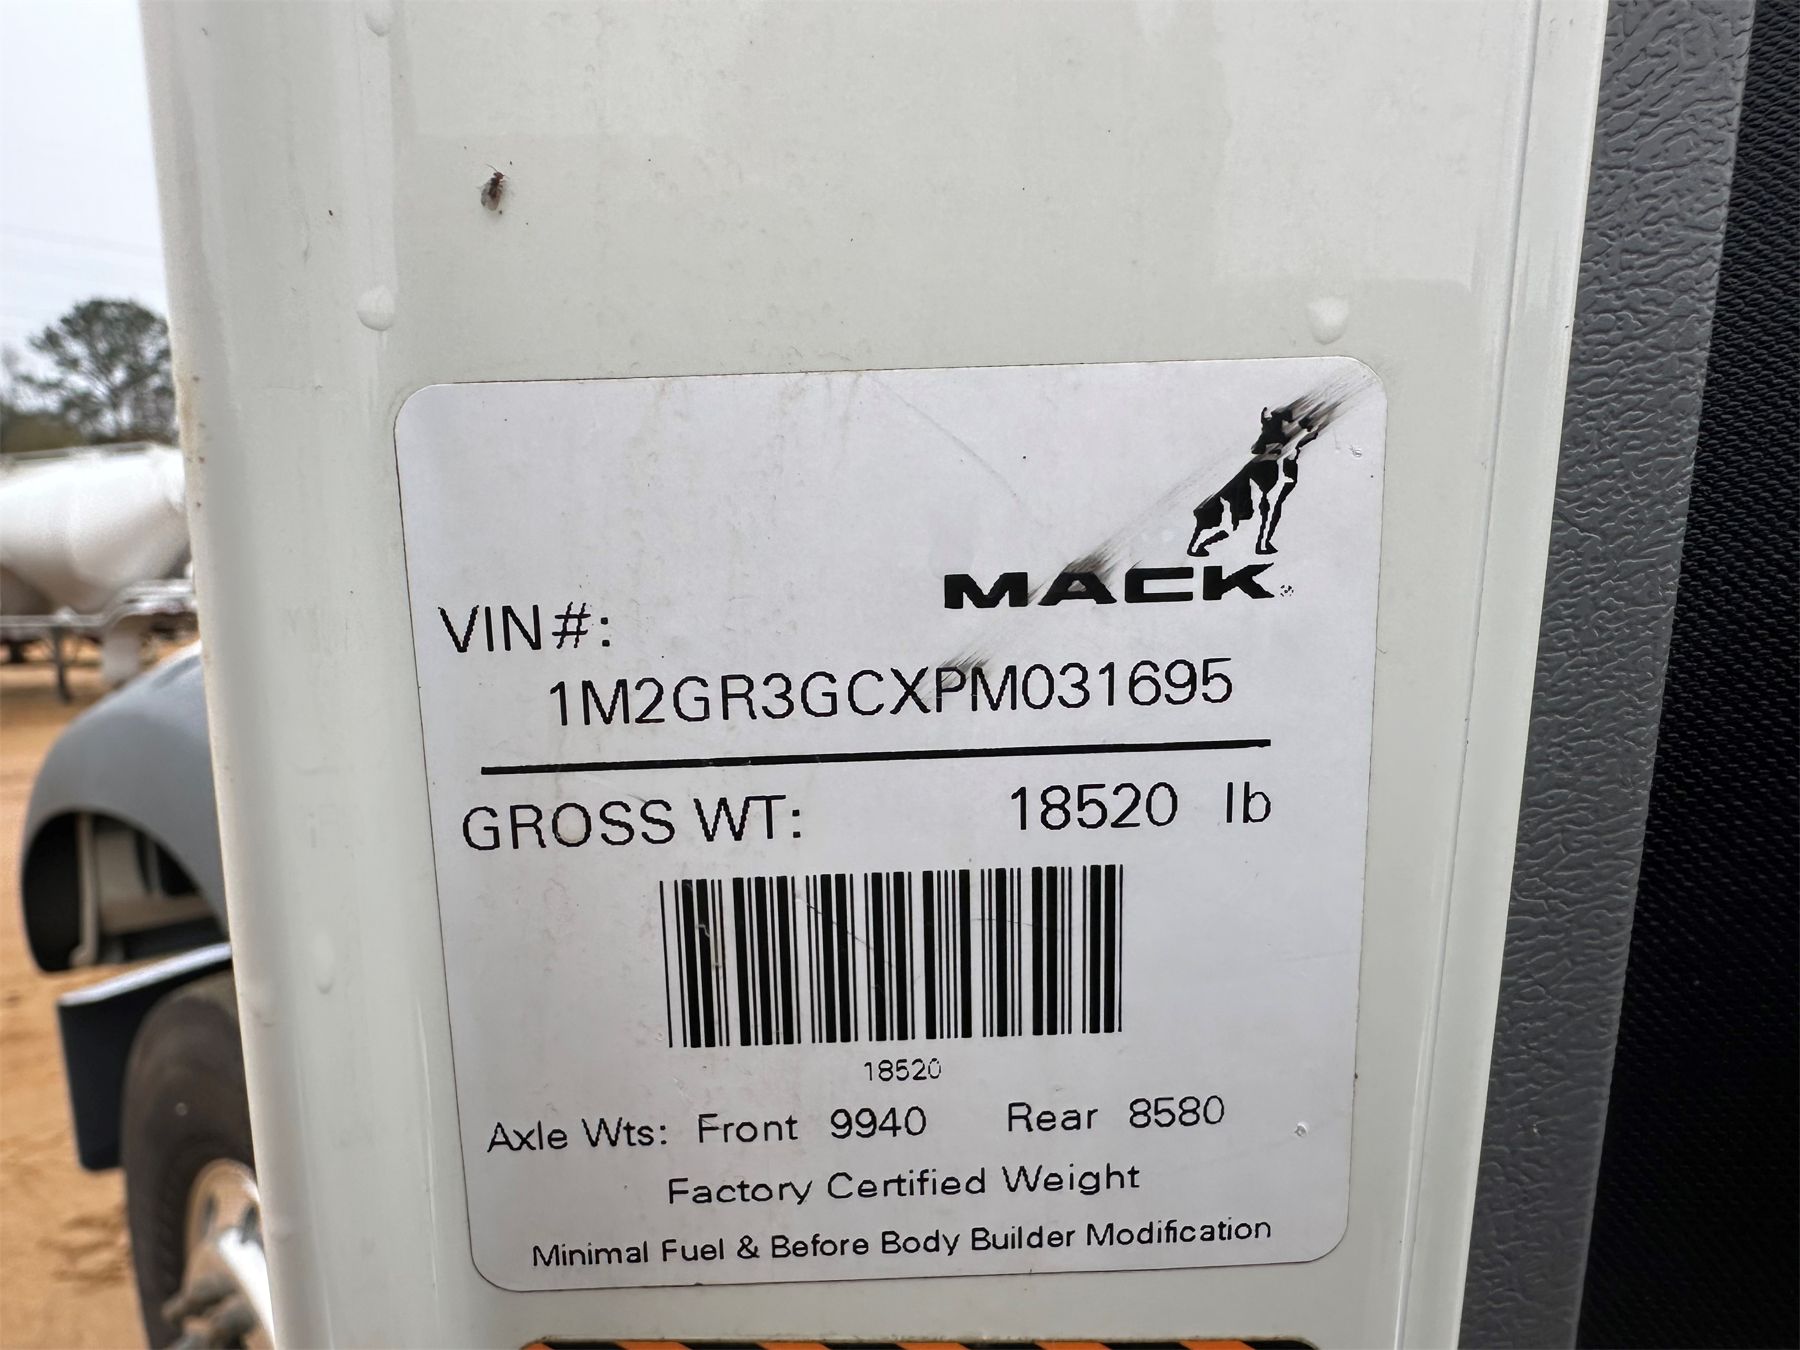 MACK
VIN#:
1M2GR3GCXPM031695
GROSS WT: 18520 lb
18520
Axle Wts: Front 9940 Rear 8580
Factory Certified Weight
Minimal Fuel & Before Body Builder Modification